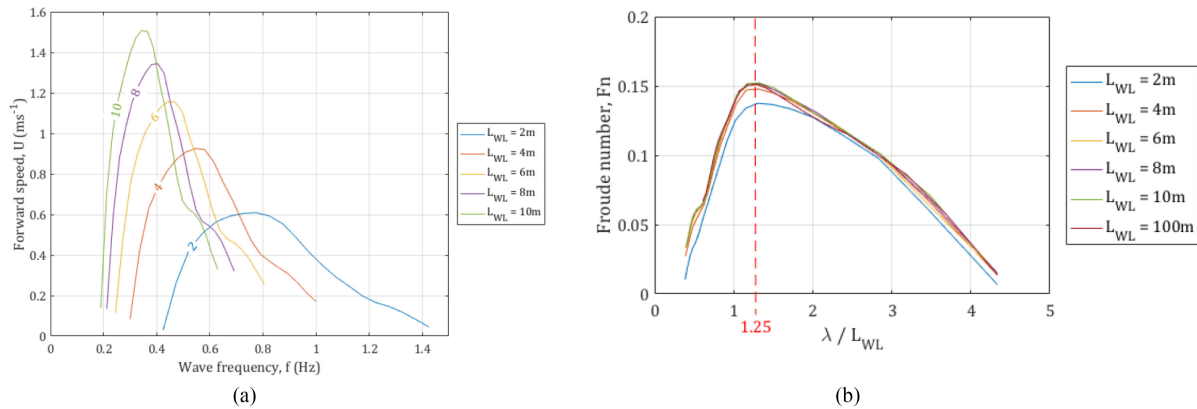 1.6
1.4
1.2
1
0.8
0.6
0.4
0.2
0
Forward speed, U (ms⁻¹)
10
8
6
4
2
0 0.2 0.4 0.6 0.8 1 1.2 1.4
Wave frequency, f (Hz)
L_WL = 2m
L_WL = 4m
L_WL = 6m
L_WL = 8m
L_WL = 10m
(a)
0.2
0.15
0.1
0.05
0
Froude number, Fn
0 1 2 3 4 5
1.25
λ / L_WL
L_WL = 2m
L_WL = 4m
L_WL = 6m
L_WL = 8m
L_WL = 10m
L_WL = 100m
(b)